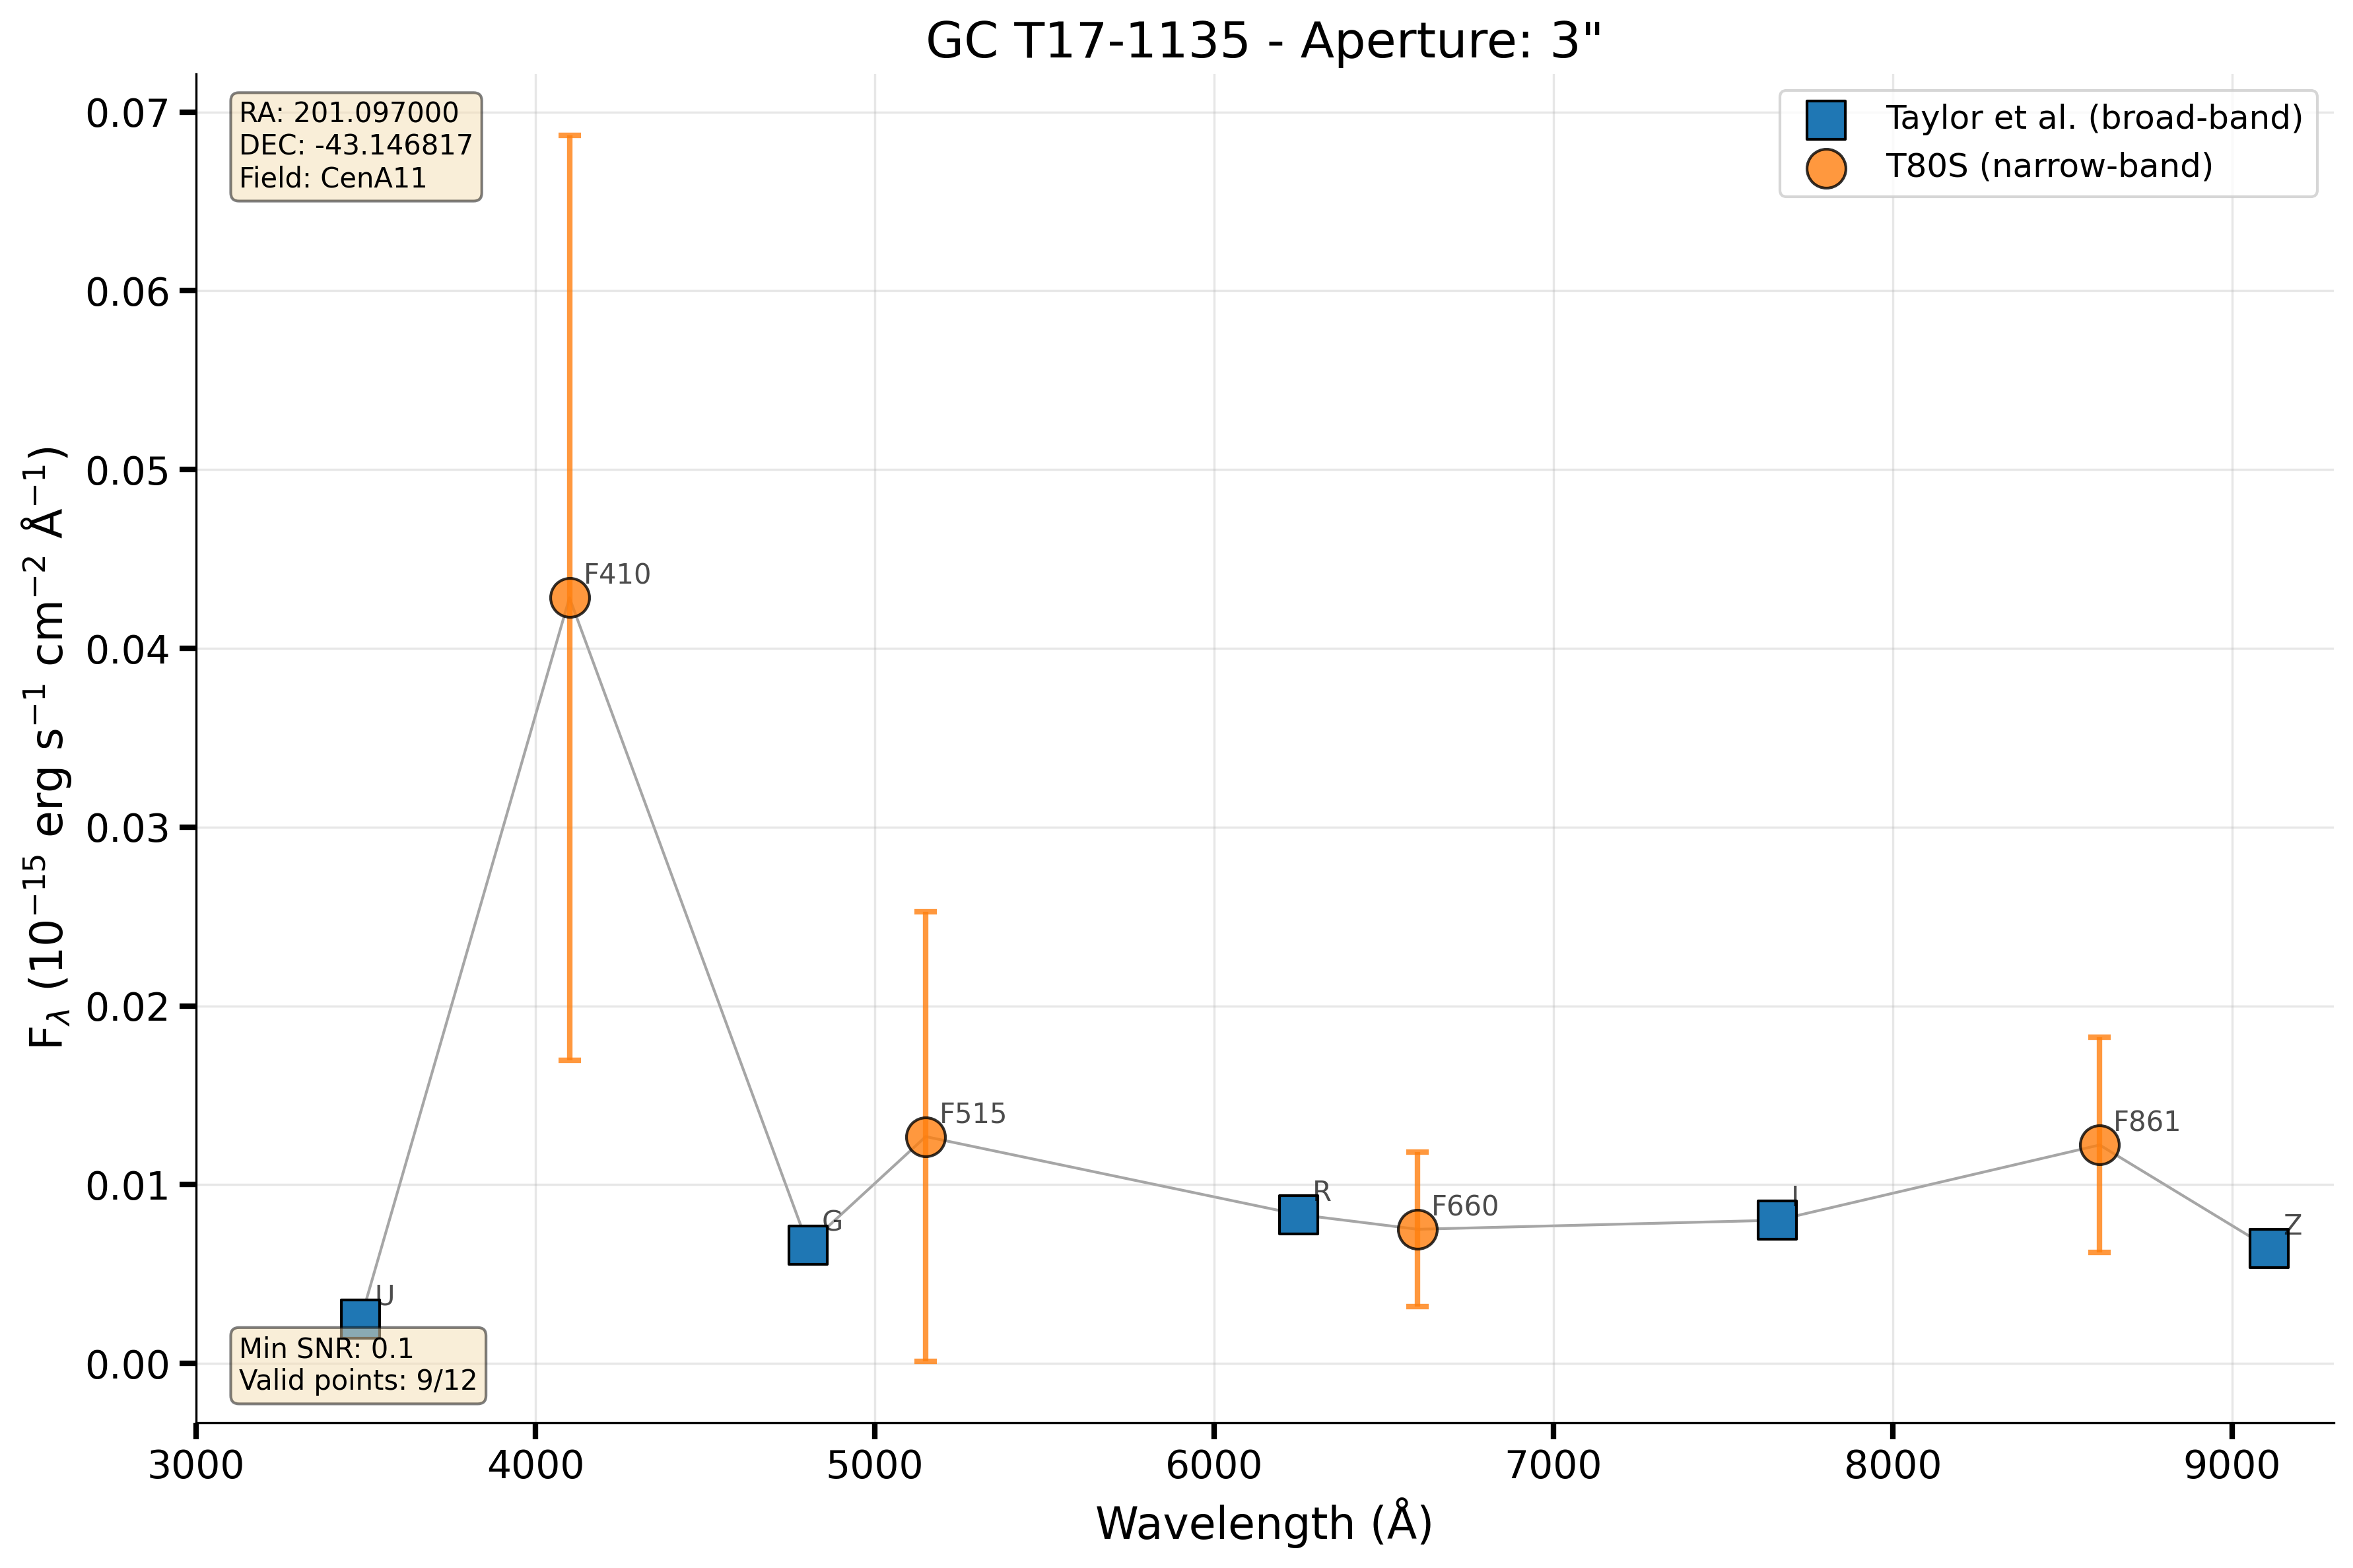 GC T17-1135 - Aperture: 3"
RA: 201.097000
DEC: -43.146817
Field: CenA11
Taylor et al. (broad-band)
T80S (narrow-band)
F_λ (10⁻¹⁵ erg s⁻¹ cm⁻² Å⁻¹)
0.07
0.06
0.05
0.04
0.03
0.02
0.01
0.00
F410
F515
F861
R
F660
I
G
Z
U
Min SNR: 0.1
Valid points: 9/12
3000 4000 5000 6000 7000 8000 9000
Wavelength (Å)